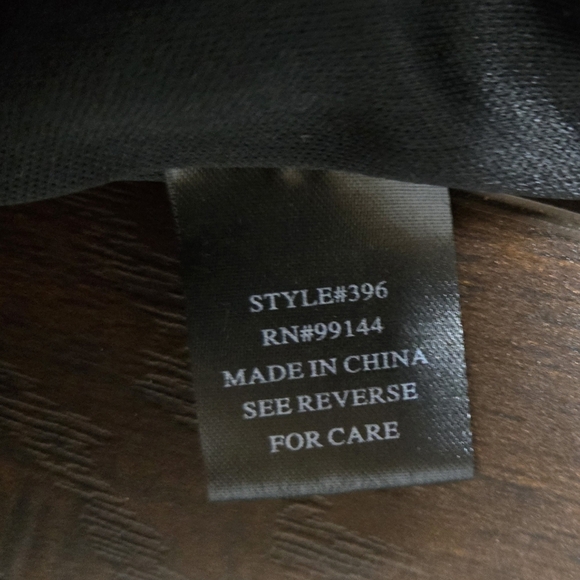 STYLE#396
RN#99144
MADE IN CHINA
SEE REVERSE
FOR CARE